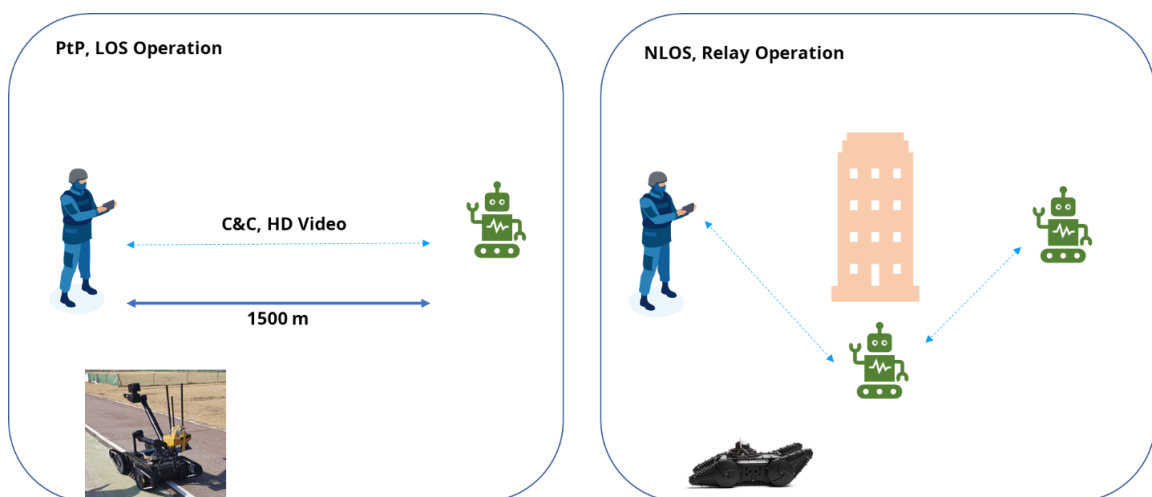 PtP, LOS Operation
C&C, HD Video
1500 m
NLOS, Relay Operation